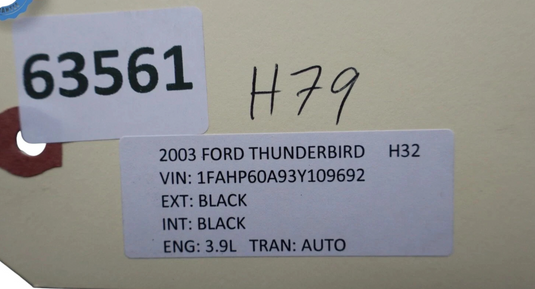 63561
H79
2003 FORD THUNDERBIRD H32
VIN: 1FAHP60A93Y109692
EXT: BLACK
INT: BLACK
ENG: 3.9L TRAN: AUTO